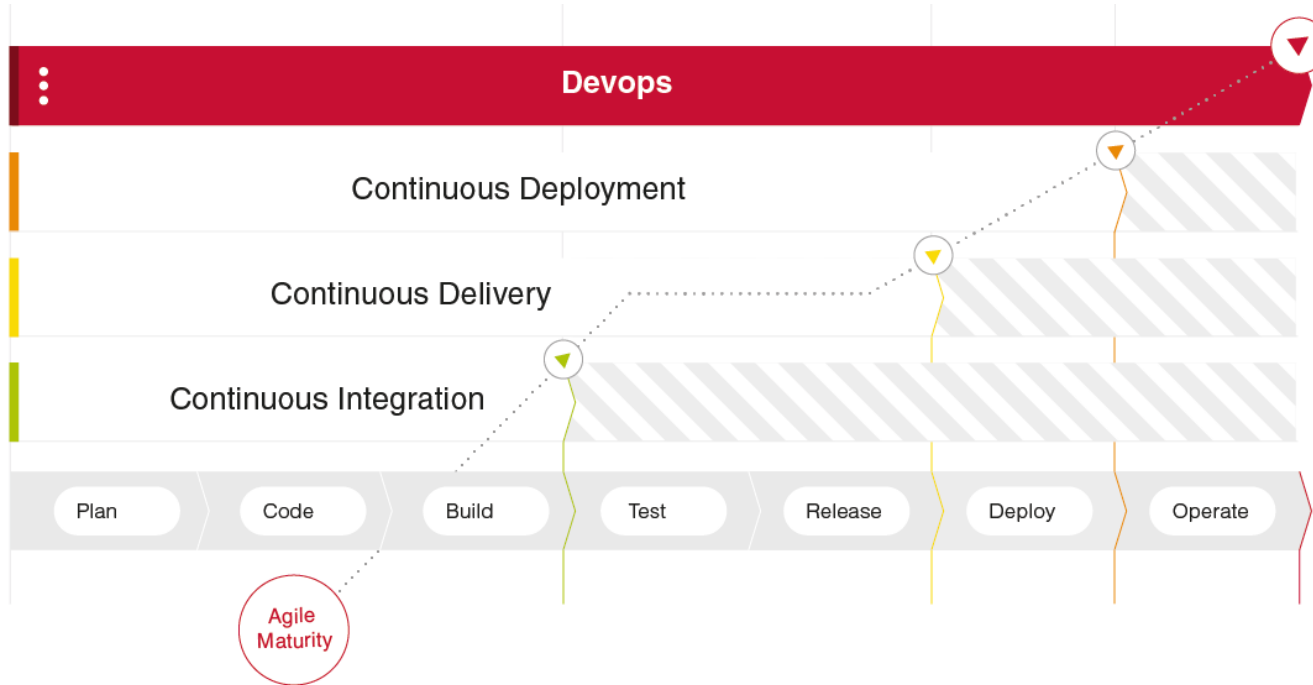 Devops
Continuous Deployment
Continuous Delivery
Continuous Integration
Plan
Code
Build
Test
Release
Deploy
Operate
Agile
Maturity